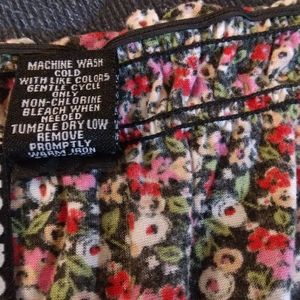 MACHINE WASH
COLD
WITH LIKE COLORS
GENTLE CYCLE
ONLY
NON-CHLORINE
BLEACH WHEN
NEEDED
TUMBLE DRY LOW
REMOVE
PROMPTLY
WARM IRON